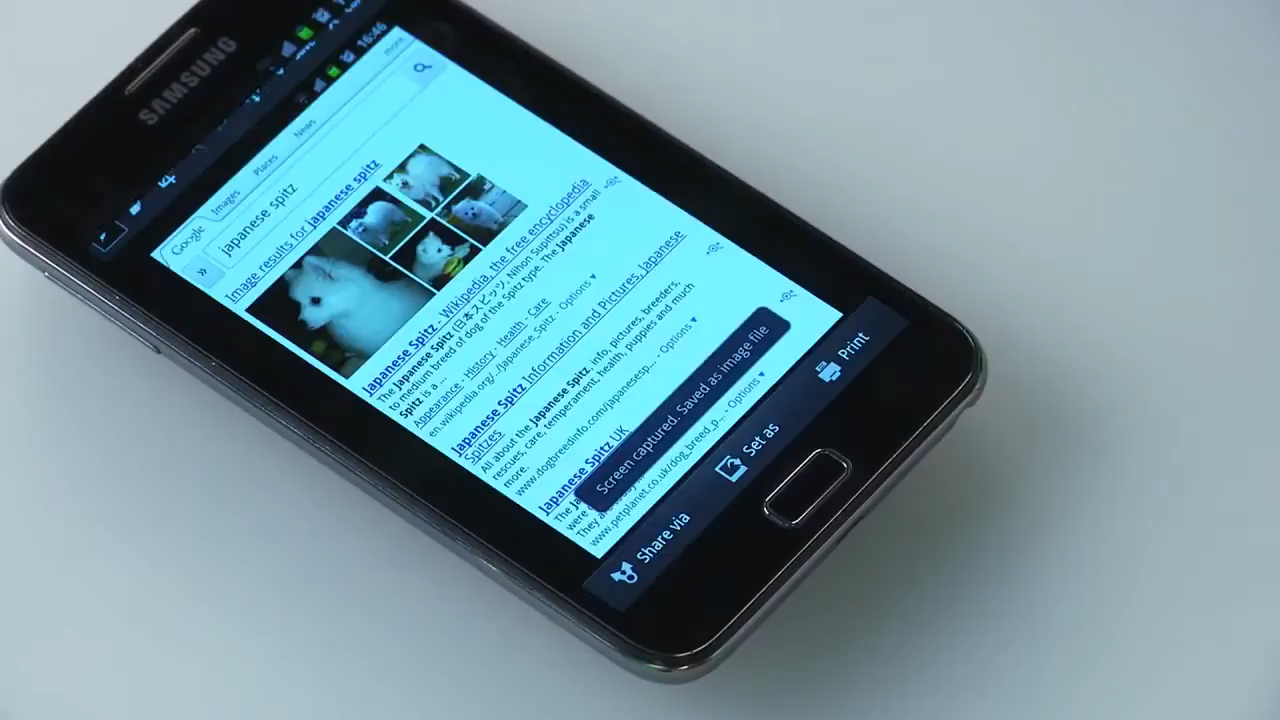 SAMSUNG
16:46
Google
Images
Places
News
more
japanese spitz
»
Image results for japanese spitz
Japanese Spitz - Wikipedia, the free encyclopedia
The Japanese Spitz (日本スピッツ, Nihon Supittsu) is a small
to medium breed of dog of the Spitz type. The Japanese
Spitz is a ...
Appearance - History - Health - Care
en.wikipedia.org/.../Japanese_Spitz - Options ▼
Japanese Spitz Information and Pictures, Japanese
Spitzes
All about the Japanese Spitz, info, pictures, breeders,
rescues, care, temperament, health, puppies and much
more.
www.dogbreedinfo.com/japanesesp... - Options ▼
Japanese Spitz UK
were
They
www.petplanet.co.uk/dog_breed_p... - Options ▼
Screen captured. Saved as image file
Share via
Set as
Print